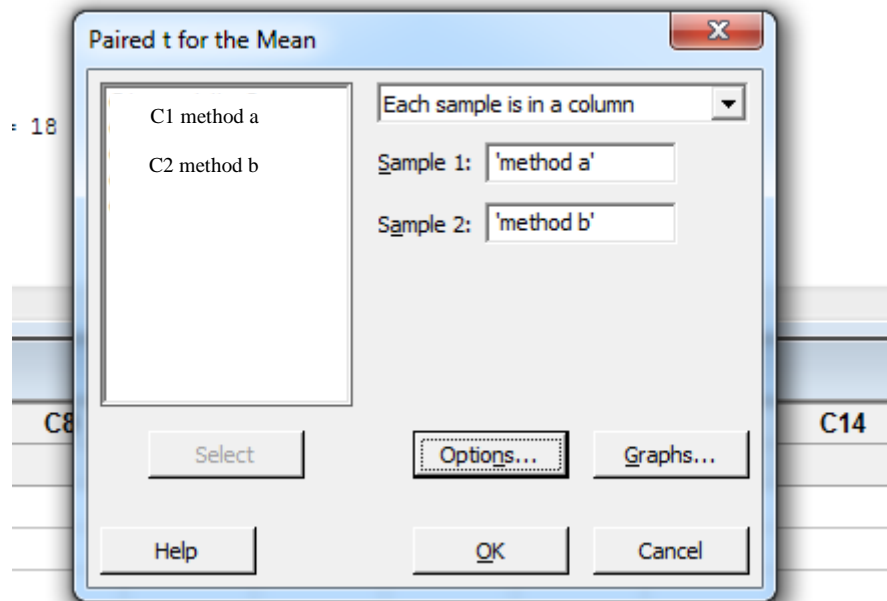 Paired t for the Mean
C1 method a
C2 method b
Each sample is in a column
Sample 1: 'method a'
Sample 2: 'method b'
= 18
C8
C14
Select
Options...
Graphs...
Help
OK
Cancel